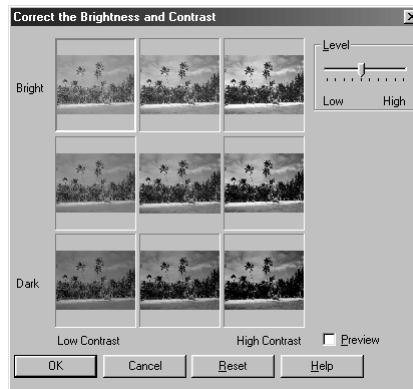 Correct the Brightness and Contrast
Bright
Level
Low High
Dark
Low Contrast High Contrast
Preview
OK Cancel Reset Help